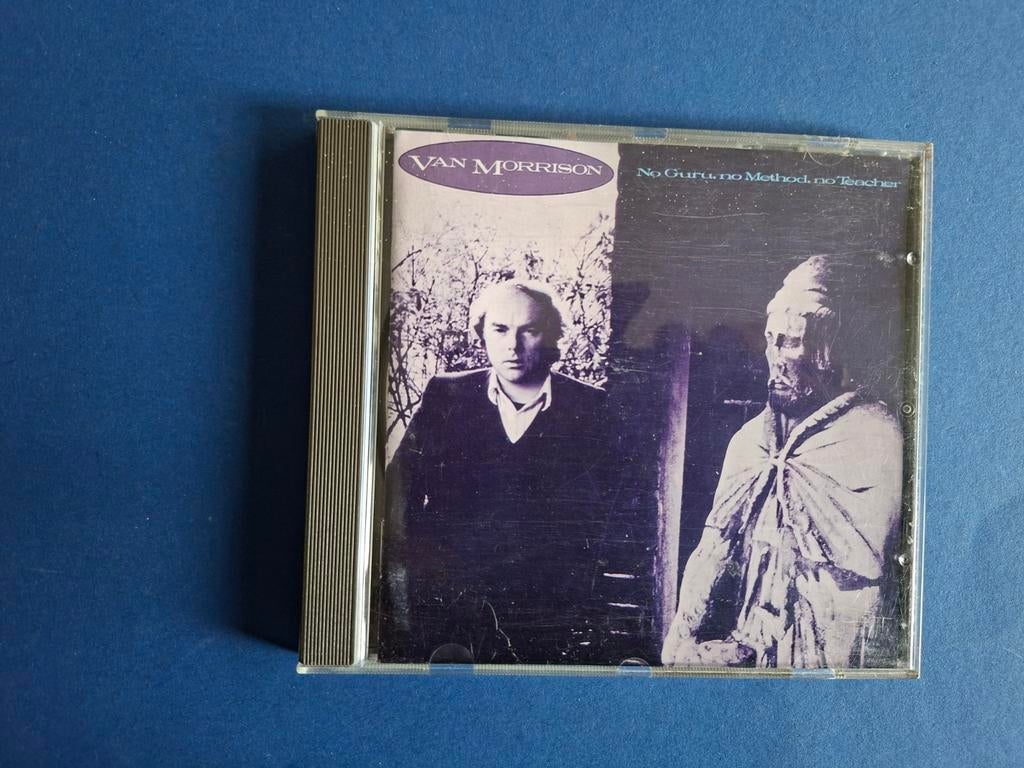 VAN MORRISON
No Guru, no Method, no Teacher